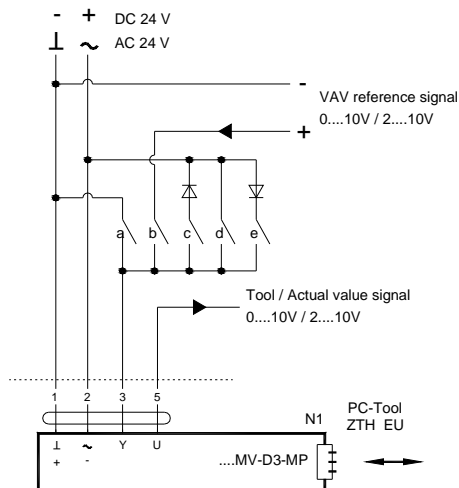 - + DC 24 V
⊥ ~ AC 24 V
-
VAV reference signal
0....10V / 2....10V
+
a b c d e
Tool / Actual value signal
0....10V / 2....10V
1 2 3 5
N1
PC-Tool
ZTH EU
⊥ ~ Y U
+ -
....MV-D3-MP